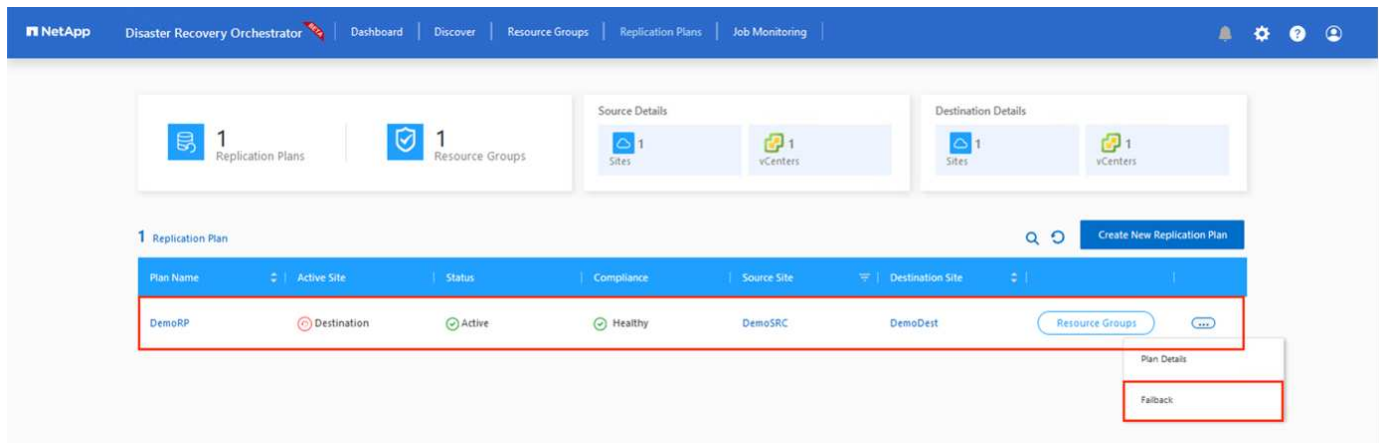 NetApp Disaster Recovery Orchestrator Dashboard Discover Resource Groups Replication Plans Job Monitoring
1
Replication Plans
1
Resource Groups
Source Details
1
Sites
1
vCenters
Destination Details
1
Sites
1
vCenters
1 Replication Plan
Create New Replication Plan
Plan Name Active Site Status Compliance Source Site Destination Site
DemoRP Destination Active Healthy DemoSRC DemoDest Resource Groups ...
Plan Details
Failback